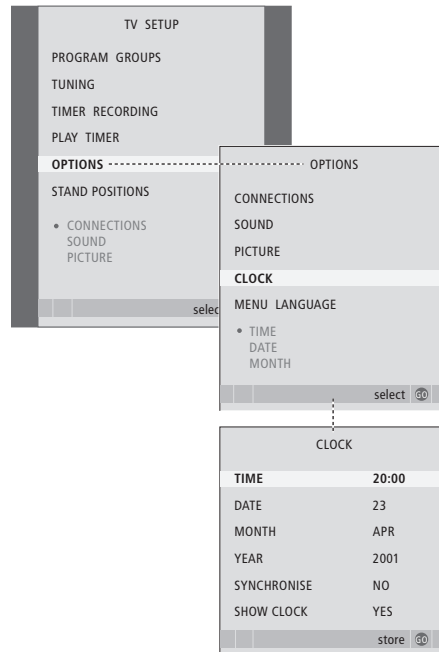 TV SETUP
PROGRAM GROUPS
TUNING
TIMER RECORDING
PLAY TIMER
OPTIONS
STAND POSITIONS
• CONNECTIONS
SOUND
PICTURE
selec
OPTIONS
CONNECTIONS
SOUND
PICTURE
CLOCK
MENU LANGUAGE
• TIME
DATE
MONTH
select GO
CLOCK
TIME 20:00
DATE 23
MONTH APR
YEAR 2001
SYNCHRONISE NO
SHOW CLOCK YES
store GO